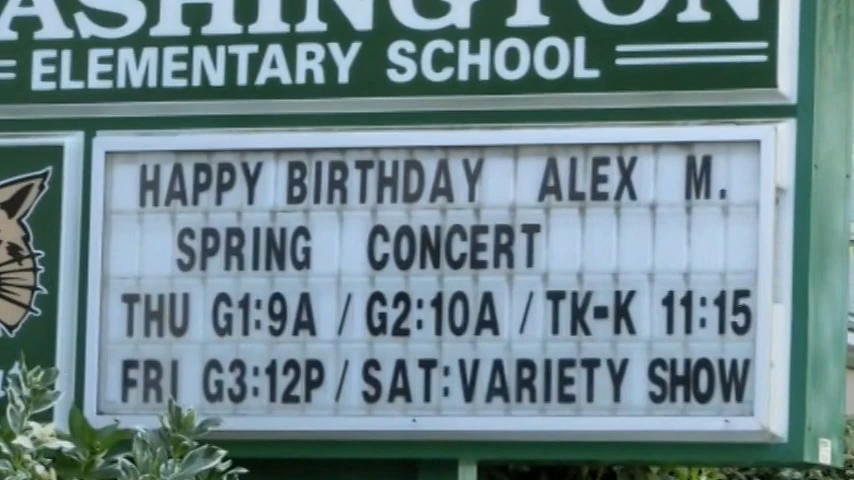 WASHINGTON
ELEMENTARY SCHOOL
HAPPY BIRTHDAY ALEX M.
SPRING CONCERT
THU G1:9A / G2:10A / TK-K 11:15
FRI G3:12P / SAT:VARIETY SHOW